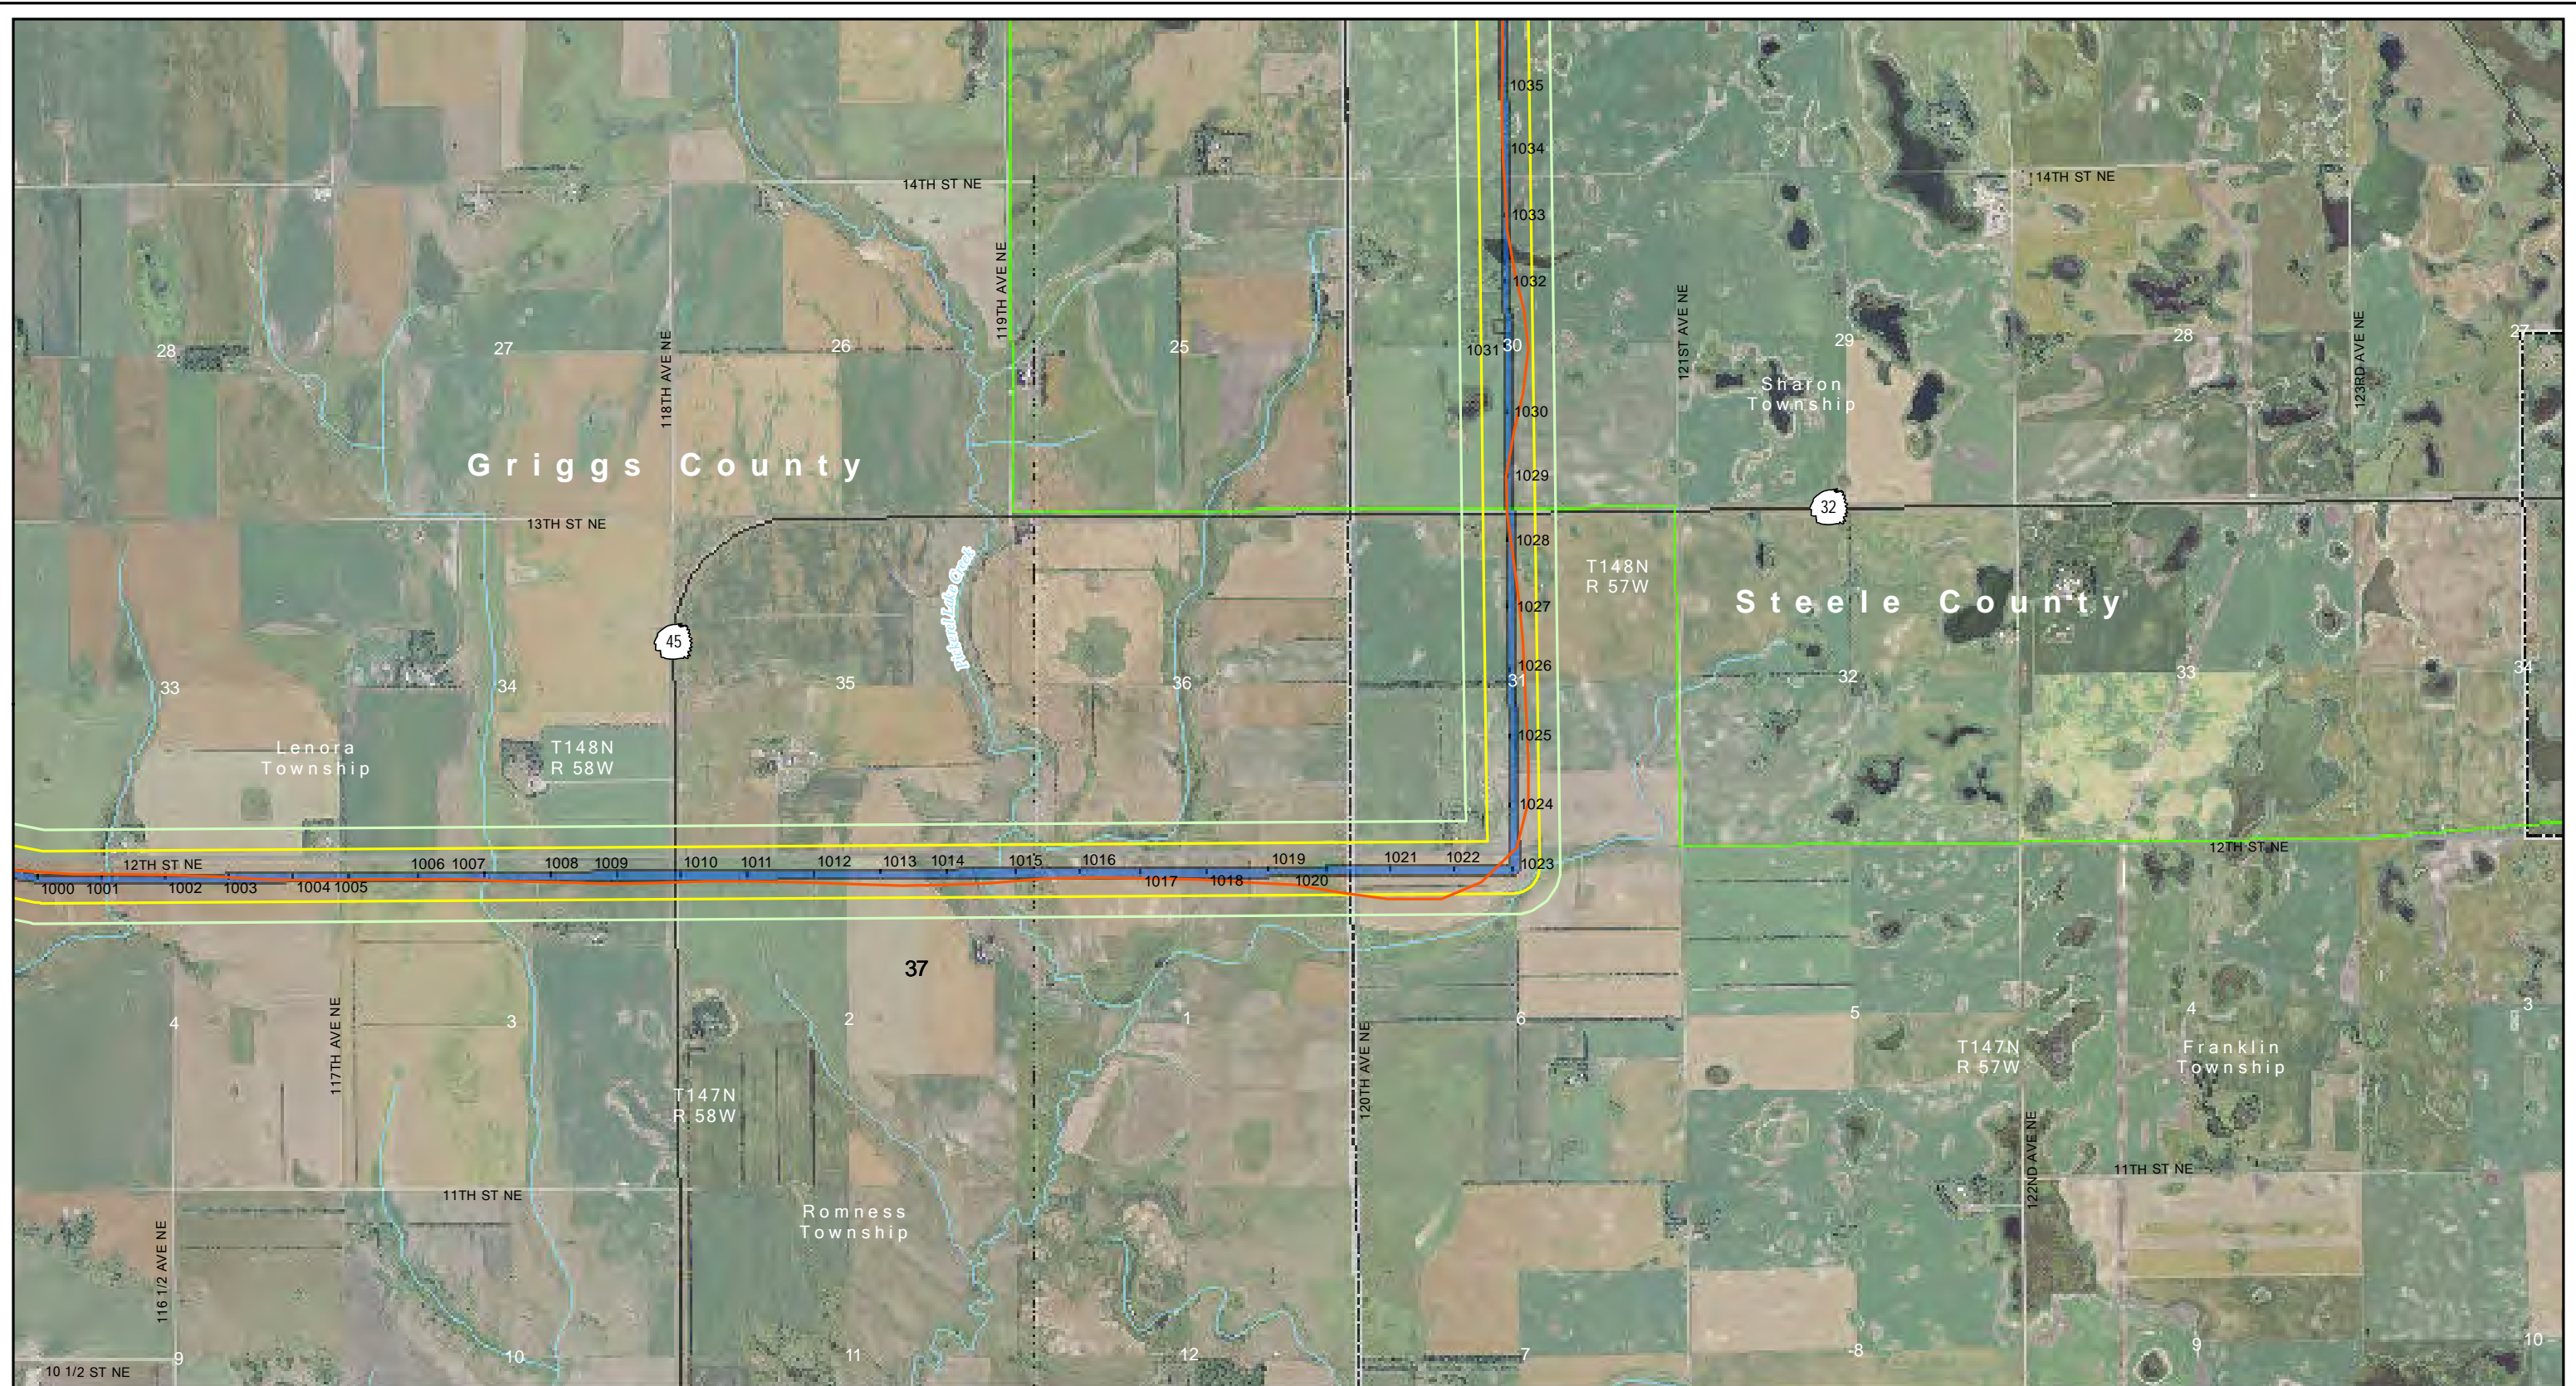 1035
1034
14TH ST NE
14TH ST NE
1033
119TH AVE NE
1032
121ST AVE NE
123RD AVE NE
118TH AVE NE
28
27
26
25
1031
30
29
28
27
Sharon
Township
1030
Griggs County
1029
32
13TH ST NE
1028
T148N
R 57W
Pickerel Lake Creek
Steele County
1027
45
1026
33
34
35
36
31
32
33
34
Lenora
Township
T148N
R 58W
1025
1024
12TH ST NE
12TH ST NE
1006
1007
1008
1009
1010
1011
1012
1013
1014
1015
1016
1019
1021
1022
1023
1000
1001
1002
1003
1004
1005
1017
1018
1020
37
117TH AVE NE
4
3
2
1
6
5
4
3
120TH AVE NE
T147N
R 57W
Franklin
Township
T147N
R 58W
122ND AVE NE
11TH ST NE
11TH ST NE
Romness
Township
116 1/2 AVE NE
9
10
11
12
7
8
9
10
10 1/2 ST NE